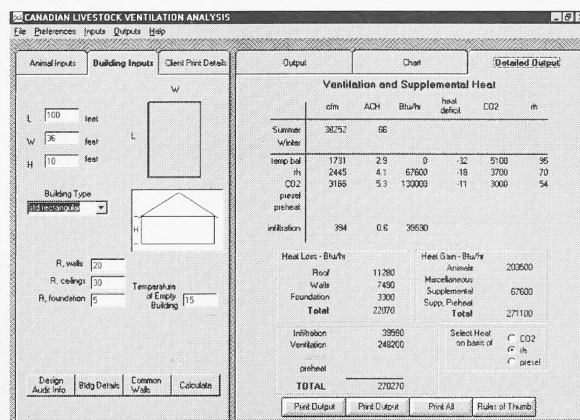 CANADIAN LIVESTOCK VENTILATION ANALYSIS
File Preferences Inputs Outputs Help
Animal Inputs Building Inputs Client Print Details
W
L 100 feet
L
W 36 feet
H 10 feet
Building Type
std rectangular
H
R, walls 20
R, ceilings 30
R, foundation 5
Temperature of Empty Building 15
Design Audit Info Bldg Details Common Walls Calculate
Output Chart Detailed Output
Ventilation and Supplemental Heat
cfm ACH Btu/hr heat deficit CO2 rh
Summer 38252 66
Winter
temp bal 1731 2.9 0 -32 5100 95
rh 2445 4.1 67600 -18 3700 70
CO2 3166 5.3 130000 -11 3000 54
presel
preheat
infiltration 394 0.6 39590
Heat Loss - Btu/hr
Roof 11280
Walls 7490
Foundation 3300
Total 22070
Heat Gain - Btu/hr
Animals 203500
Miscellaneous
Supplemental 67600
Supp, Preheat
Total 271100
Infiltration 39590
Ventilation 248200
preheat
TOTAL 270270
Select Heat on basis of
CO2
rh
presel
Print Output Print Output Print All Rules of Thumb